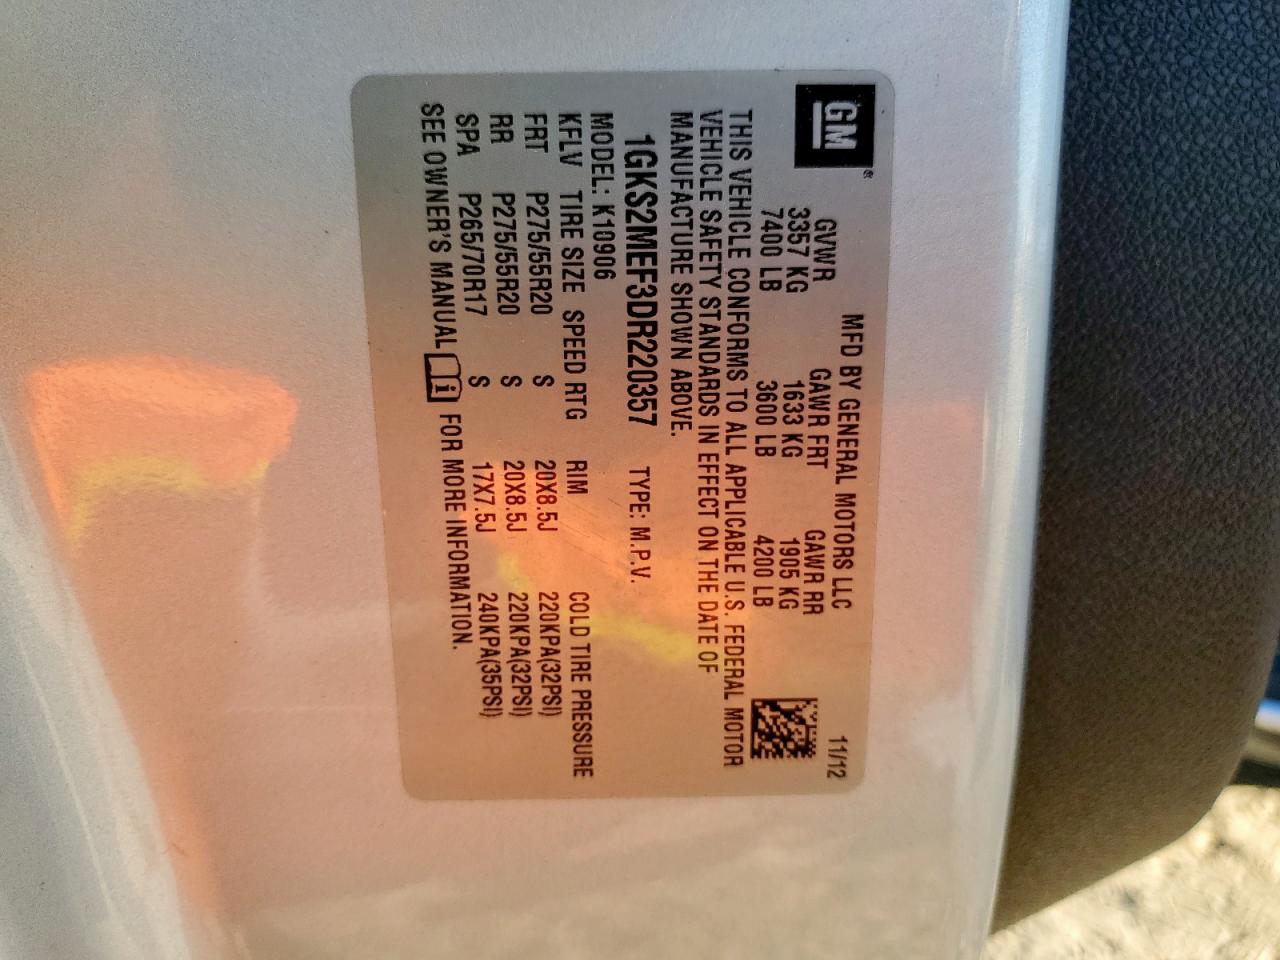 GM®
MFD BY GENERAL MOTORS LLC 11/12
GVWR GAWR FRT GAWR RR
3357 KG 1633 KG 1905 KG
7400 LB 3600 LB 4200 LB
THIS VEHICLE CONFORMS TO ALL APPLICABLE U.S. FEDERAL MOTOR
VEHICLE SAFETY STANDARDS IN EFFECT ON THE DATE OF
MANUFACTURE SHOWN ABOVE.
1GKS2MEF3DR220357 TYPE: M.P.V.
MODEL: K10906
KFLV TIRE SIZE SPEED RTG RIM COLD TIRE PRESSURE
FRT P275/55R20 S 20X8.5J 220KPA(32PSI)
RR P275/55R20 S 20X8.5J 220KPA(32PSI)
SPA P265/70R17 S 17X7.5J 240KPA(35PSI)
SEE OWNER'S MANUAL i FOR MORE INFORMATION.